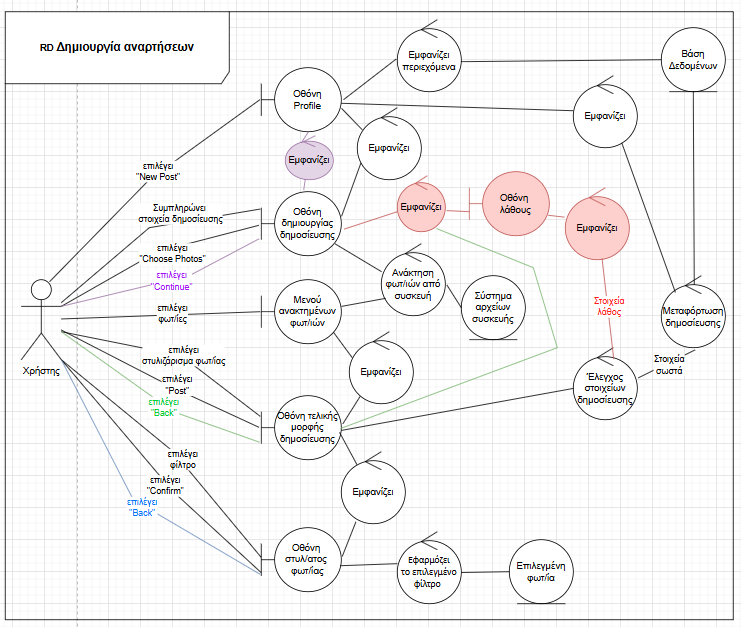 RD Δημιουργία αναρτήσεων
Εμφανίζει
περιεχόμενα
Βάση
Δεδομένων
Οθόνη
Profile
Εμφανίζει
Εμφανίζει
Εμφανίζει
επιλέγει
"New Post"
Συμπληρώνει
στοιχεία δημοσίευσης
Οθόνη
δημιουργίας
δημοσίευσης
Εμφανίζει
Οθόνη
λάθους
Εμφανίζει
επιλέγει
"Choose Photos"
επιλέγει
"Continue"
Ανάκτηση
φωτ/ιών από
συσκευή
Σύστημα
αρχείων
συσκευής
Στοιχεία
λάθος
Μεταφόρτωση
δημοσίευσης
επιλέγει
φωτ/ιες
Μενού
ανακτημένων
φωτ/ιών
Χρήστης
επιλέγει
στυλιζάρισμα φωτ/ιας
Εμφανίζει
Στοιχεία
σωστά
Έλεγχος
στοιχείων
δημοσίευσης
επιλέγει
"Post"
επιλέγει
"Back"
Οθόνη τελικής
μορφής
δημοσίευσης
επιλέγει
φίλτρο
επιλέγει
"Confirm"
επιλέγει
"Back"
Εμφανίζει
Οθόνη
στυλ/ατος
φωτ/ιας
Εφαρμόζει
το επιλεγμένο
φίλτρο
Επιλεγμένη
φωτ/ια